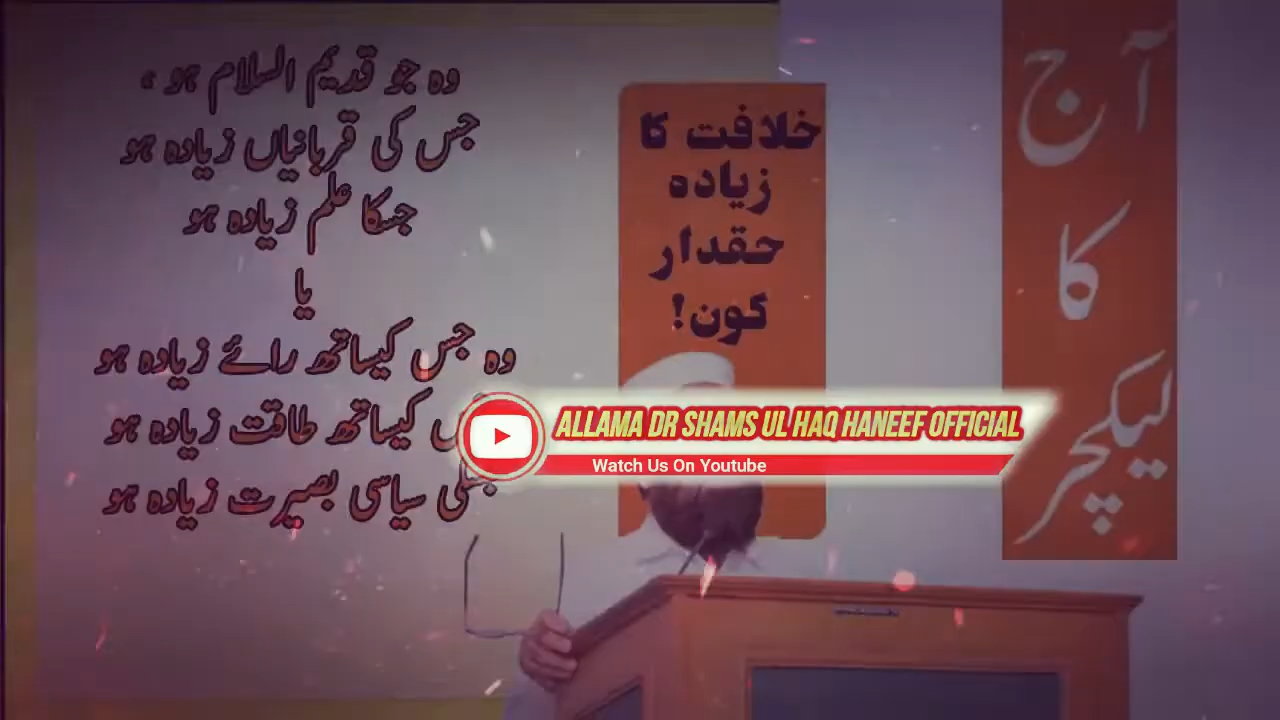 آج
کا
لیکچر
خلافت کا
زیادہ
حقدار
کون!
وہ جو قدیم السلام ہو ،
جس کی قربانیاں زیادہ ہو
جسکا علم زیادہ ہو
یا
وہ جس کیساتھ رائے زیادہ ہو
کیساتھ طاقت زیادہ ہو
سیاسی بصیرت زیادہ ہو
ALLAMA DR SHAMS UL HAQ HANEEF OFFICIAL
Watch Us On Youtube